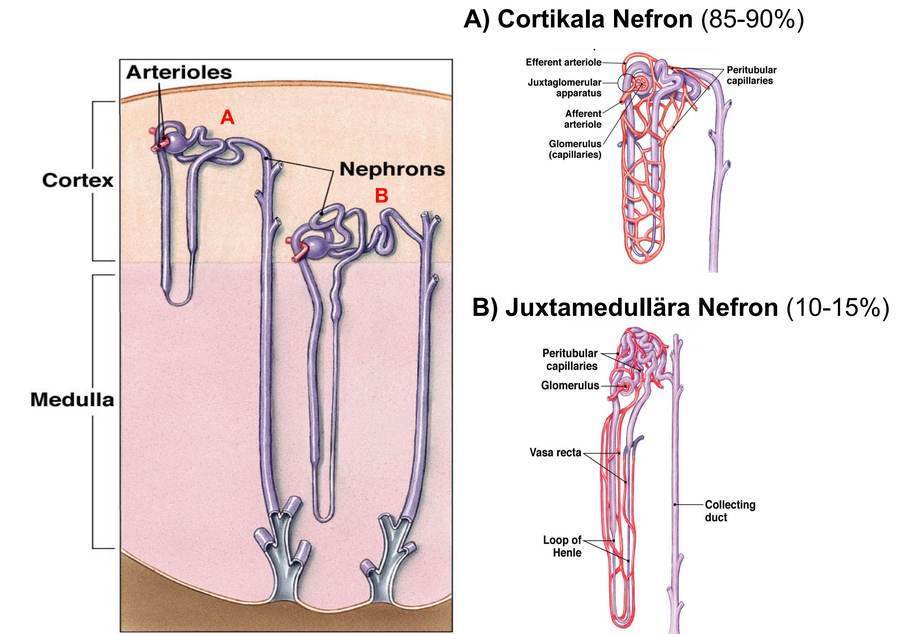 A) Cortikala Nefron (85-90%)
Arterioles
A
Cortex
Nephrons
B
Medulla
Efferent arteriole
Juxtaglomerular
apparatus
Afferent
arteriole
Glomerulus
(capillaries)
Peritubular
capillaries
B) Juxtamedullära Nefron (10-15%)
Peritubular
capillaries
Glomerulus
Vasa recta
Collecting
duct
Loop of
Henle